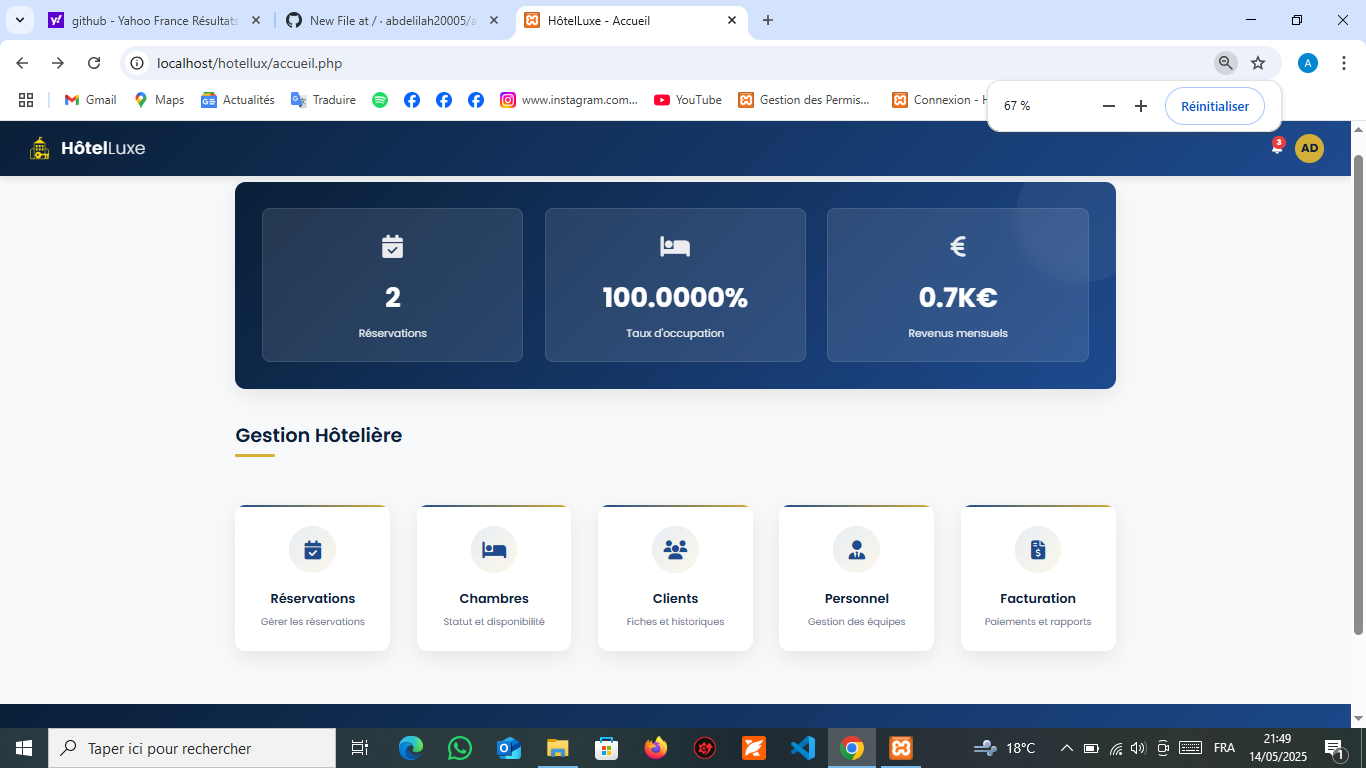 github - Yahoo France Résultats
New File at / · abdelilah20005/a
HôtelLuxe - Accueil
localhost/hotellux/accueil.php
A
Gmail
Maps
Actualités
Traduire
www.instagram.com...
YouTube
Gestion des Permis...
Connexion - H
67 %
Réinitialiser
HôtelLuxe
3
AD
2
Réservations
100.0000%
Taux d'occupation
0.7K€
Revenus mensuels
Gestion Hôtelière
Réservations
Gérer les réservations
Chambres
Statut et disponibilité
Clients
Fiches et historiques
Personnel
Gestion des équipes
Facturation
Paiements et rapports
Taper ici pour rechercher
18°C
FRA
21:49
14/05/2025
1